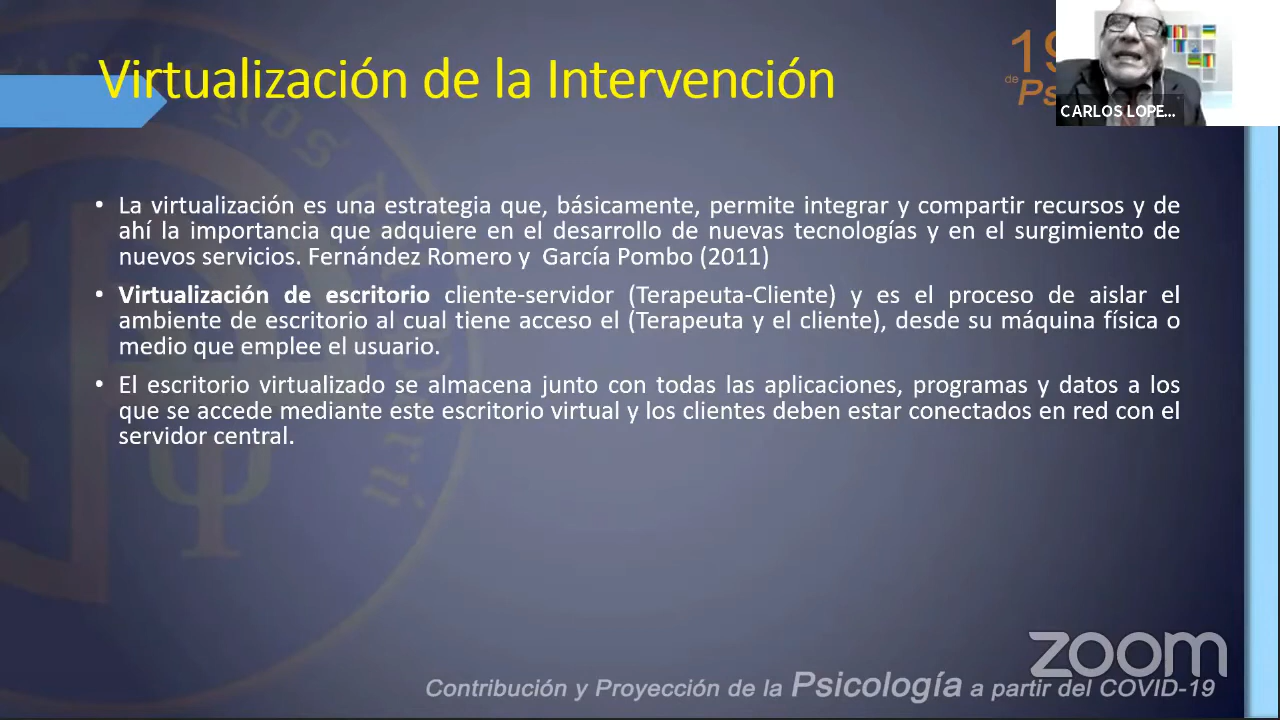 Virtualización de la Intervención
19
de
Ps
CARLOS LOPE...
• La virtualización es una estrategia que, básicamente, permite integrar y compartir recursos y de
ahí la importancia que adquiere en el desarrollo de nuevas tecnologías y en el surgimiento de
nuevos servicios. Fernández Romero y García Pombo (2011)
• Virtualización de escritorio cliente-servidor (Terapeuta-Cliente) y es el proceso de aislar el
ambiente de escritorio al cual tiene acceso el (Terapeuta y el cliente), desde su máquina física o
medio que emplee el usuario.
• El escritorio virtualizado se almacena junto con todas las aplicaciones, programas y datos a los
que se accede mediante este escritorio virtual y los clientes deben estar conectados en red con el
servidor central.
zoom
Contribución y Proyección de la Psicología a partir del COVID-19